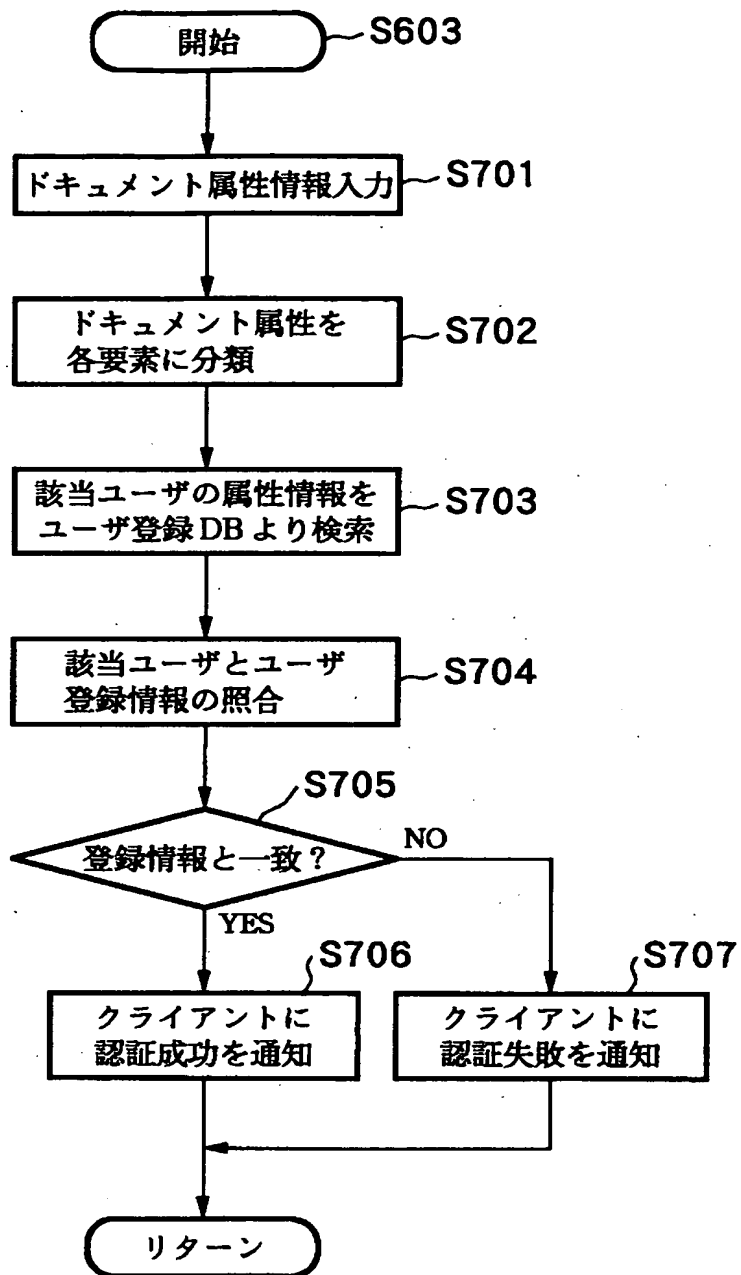 開始
S603
ドキュメント属性情報入力
S701
ドキュメント属性を
各要素に分類
S702
該当ユーザの属性情報を
ユーザ登録DBより検索
S703
該当ユーザとユーザ
登録情報の照合
S704
S705
登録情報と一致?
NO
YES
S706
クライアントに
認証成功を通知
S707
クライアントに
認証失敗を通知
リターン